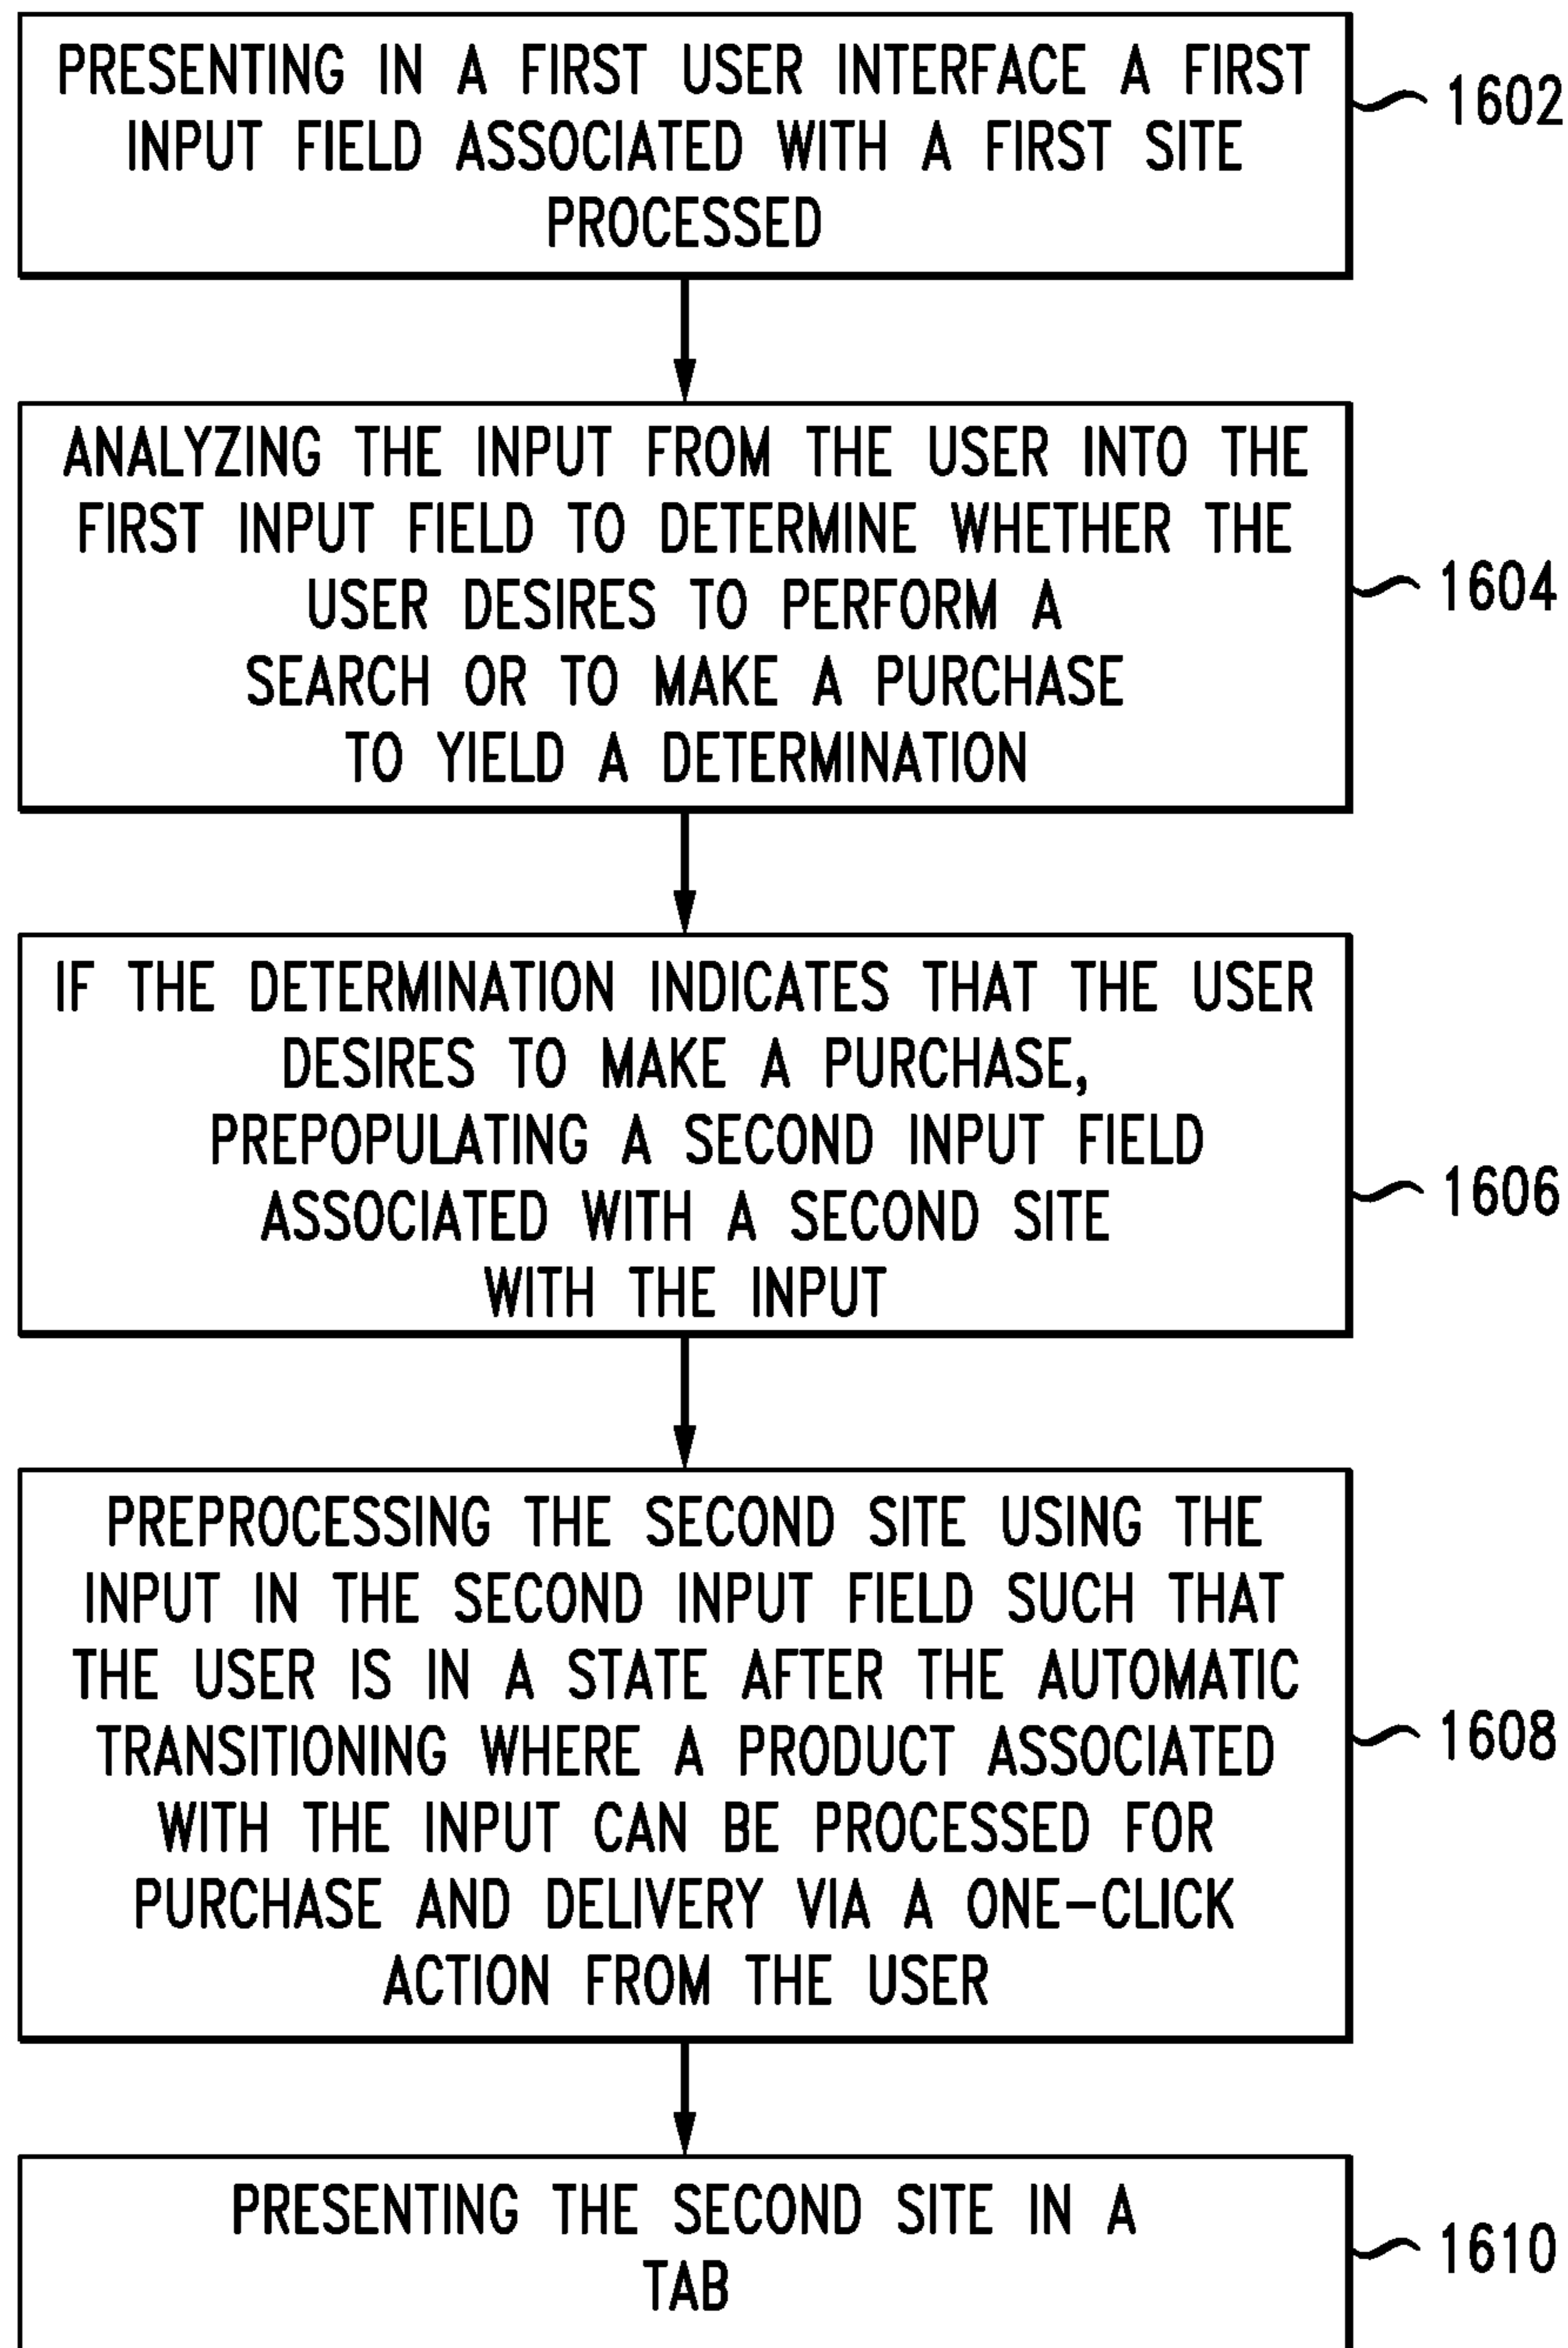 PRESENTING IN A FIRST USER INTERFACE A FIRST
INPUT FIELD ASSOCIATED WITH A FIRST SITE
PROCESSED
1602
ANALYZING THE INPUT FROM THE USER INTO THE
FIRST INPUT FIELD TO DETERMINE WHETHER THE
USER DESIRES TO PERFORM A
SEARCH OR TO MAKE A PURCHASE
TO YIELD A DETERMINATION
1604
IF THE DETERMINATION INDICATES THAT THE USER
DESIRES TO MAKE A PURCHASE,
PREPOPULATING A SECOND INPUT FIELD
ASSOCIATED WITH A SECOND SITE
WITH THE INPUT
1606
PREPROCESSING THE SECOND SITE USING THE
INPUT IN THE SECOND INPUT FIELD SUCH THAT
THE USER IS IN A STATE AFTER THE AUTOMATIC
TRANSITIONING WHERE A PRODUCT ASSOCIATED
WITH THE INPUT CAN BE PROCESSED FOR
PURCHASE AND DELIVERY VIA A ONE-CLICK
ACTION FROM THE USER
1608
PRESENTING THE SECOND SITE IN A
TAB
1610